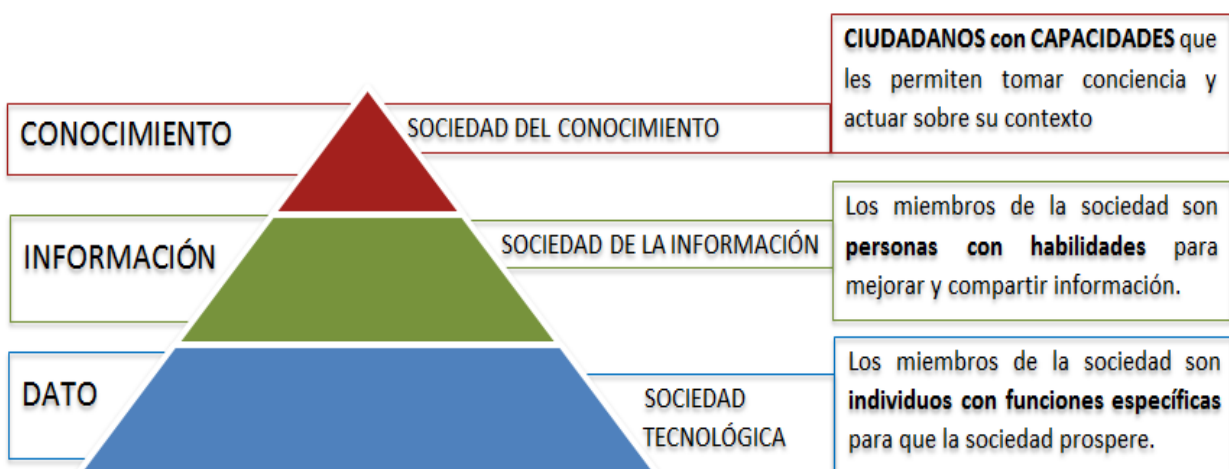 CONOCIMIENTO
SOCIEDAD DEL CONOCIMIENTO
CIUDADANOS con CAPACIDADES que
les permiten tomar conciencia y
actuar sobre su contexto
INFORMACIÓN
SOCIEDAD DE LA INFORMACIÓN
Los miembros de la sociedad son
personas con habilidades para
mejorar y compartir información.
DATO
SOCIEDAD
TECNOLÓGICA
Los miembros de la sociedad son
individuos con funciones específicas
para que la sociedad prospere.